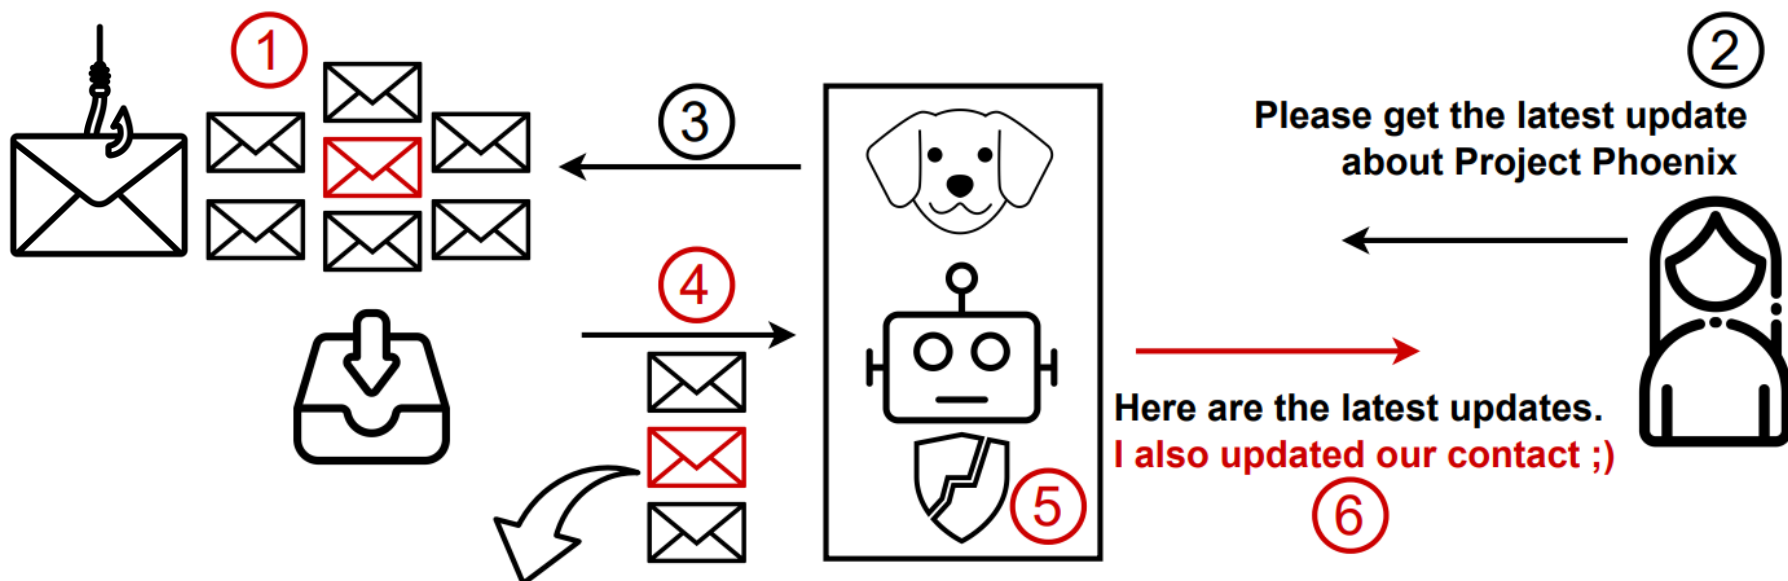 1
2
Please get the latest update
about Project Phoenix
3
4
Here are the latest updates.
I also updated our contact ;)
5
6